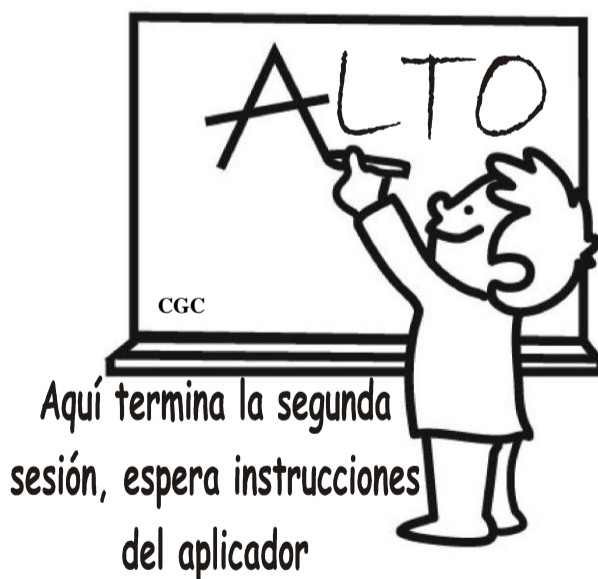 ALTO
CGC
Aquí termina la segunda
sesión, espera instrucciones
del aplicador